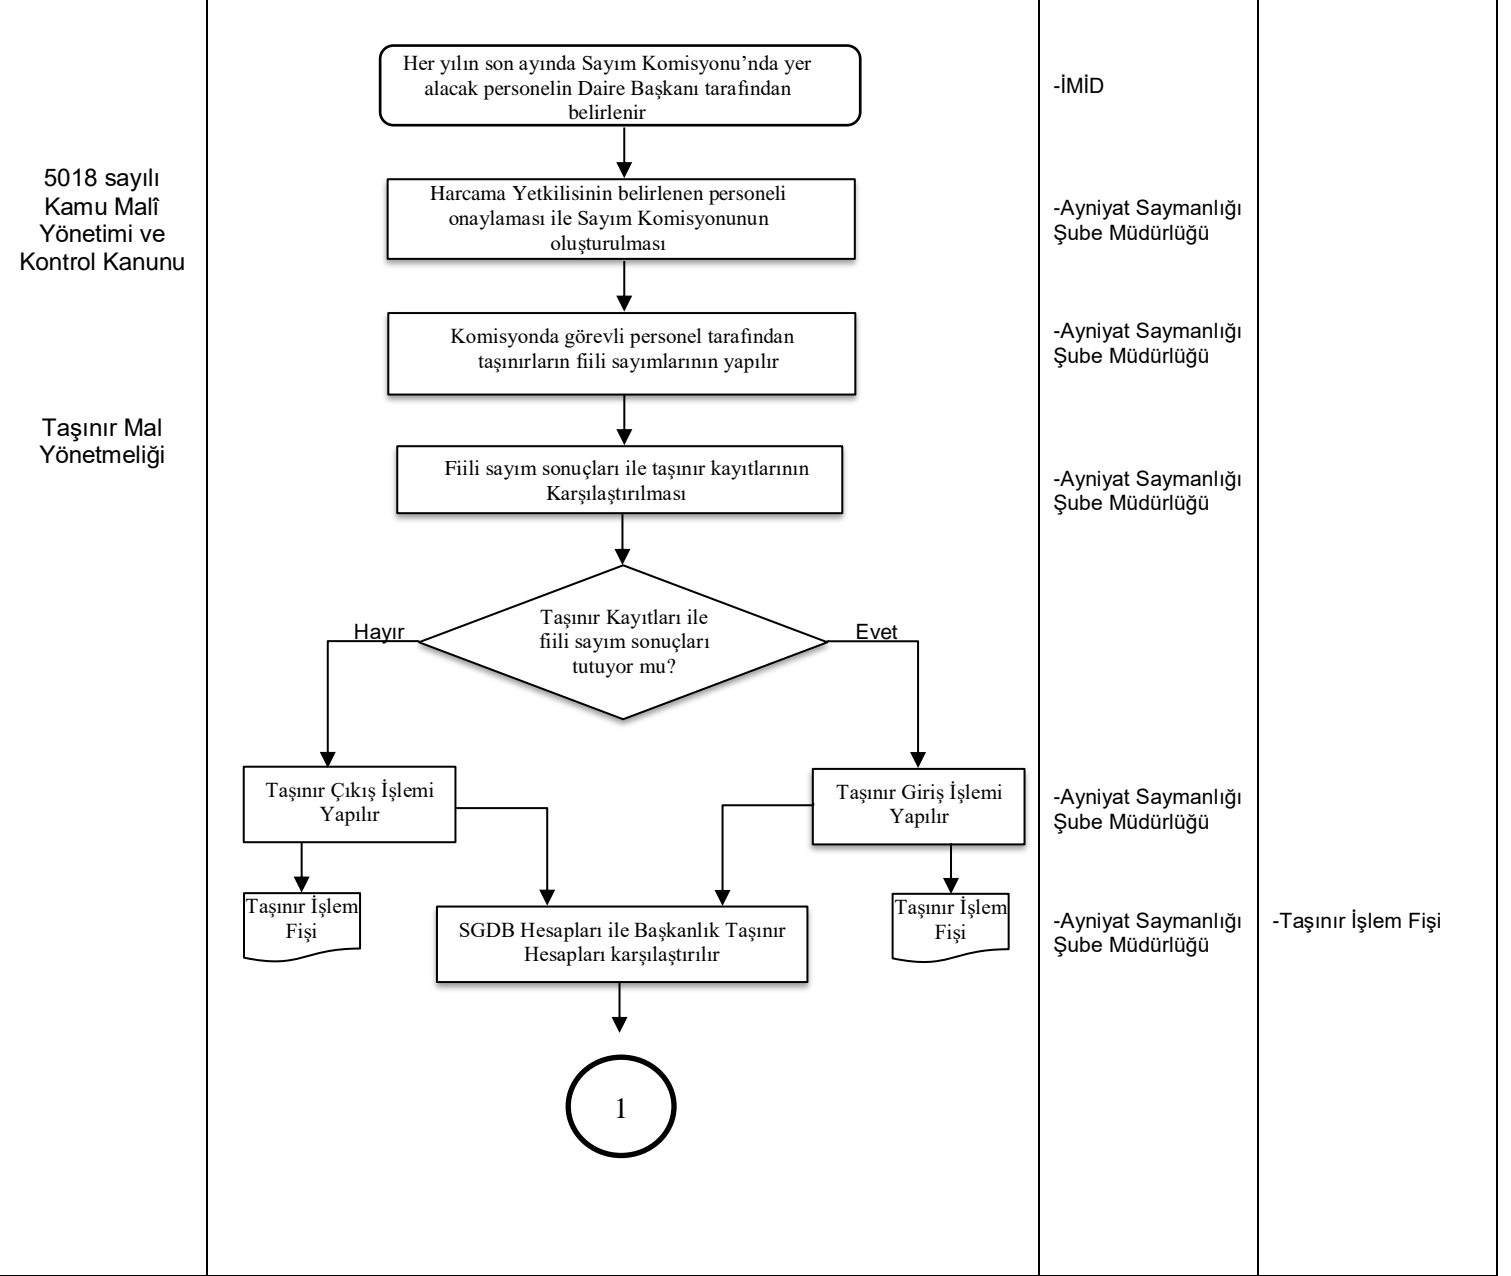 Her yılın son ayında Sayım Komisyonu’nda yer
alacak personelin Daire Başkanı tarafından
belirlenir
-İMİD
5018 sayılı
Kamu Malî
Yönetimi ve
Kontrol Kanunu
Harcama Yetkilisinin belirlenen personeli
onaylaması ile Sayım Komisyonunun
oluşturulması
-Ayniyat Saymanlığı
Şube Müdürlüğü
Komisyonda görevli personel tarafından
taşınırların fiili sayımlarının yapılır
-Ayniyat Saymanlığı
Şube Müdürlüğü
Taşınır Mal
Yönetmeliği
Fiili sayım sonuçları ile taşınır kayıtlarının
Karşılaştırılması
-Ayniyat Saymanlığı
Şube Müdürlüğü
Taşınır Kayıtları ile
fiili sayım sonuçları
tutuyor mu?
Hayır
Evet
Taşınır Çıkış İşlemi
Yapılır
Taşınır Giriş İşlemi
Yapılır
-Ayniyat Saymanlığı
Şube Müdürlüğü
Taşınır İşlem
Fişi
SGDB Hesapları ile Başkanlık Taşınır
Hesapları karşılaştırılır
Taşınır İşlem
Fişi
-Ayniyat Saymanlığı
Şube Müdürlüğü
-Taşınır İşlem Fişi
1